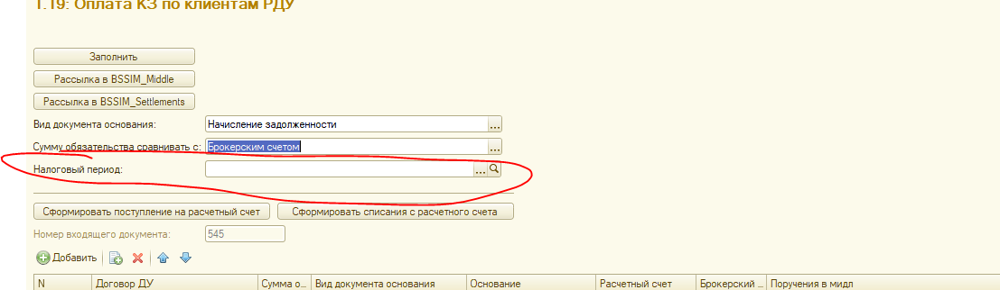 1.19: Оплата КЗ по клиентам РДУ
Заполнить
Рассылка в BSSIM_Middle
Рассылка в BSSIM_Settlements
Вид документа основания: Начисление задолженности ...
Сумму обязательства сравнивать с: Брокерским счетом ...
Налоговый период: ...
Сформировать поступление на расчетный счет Сформировать списания с расчетного счета
Номер входящего документа: 545
Добавить
N Договор ДУ Сумма о... Вид документа основания Основание Расчетный счет Брокерский ... Поручения в мидл